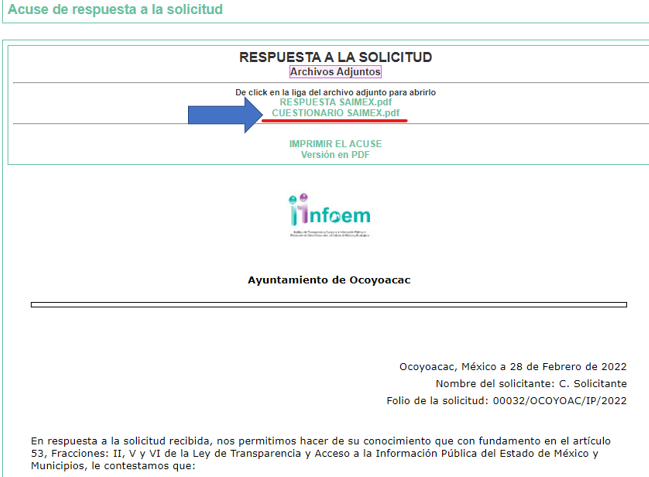 Acuse de respuesta a la solicitud
RESPUESTA A LA SOLICITUD
Archivos Adjuntos
De click en la liga del archivo adjunto para abrirlo
RESPUESTA SAIMEX.pdf
CUESTIONARIO SAIMEX.pdf
IMPRIMIR EL ACUSE
Versión en PDF
infoem
Ayuntamiento de Ocoyoacac
Ocoyoacac, México a 28 de Febrero de 2022
Nombre del solicitante: C. Solicitante
Folio de la solicitud: 00032/OCOYOAC/IP/2022
En respuesta a la solicitud recibida, nos permitimos hacer de su conocimiento que con fundamento en el artículo
53, Fracciones: II, V y VI de la Ley de Transparencia y Acceso a la Información Pública del Estado de México y
Municipios, le contestamos que: